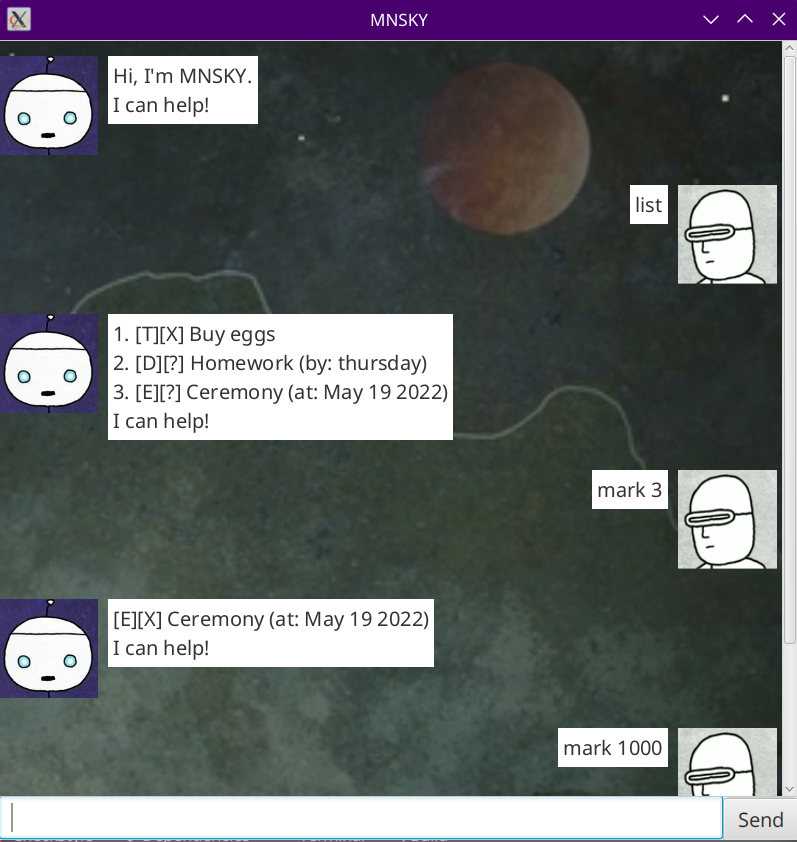 MNSKY
Hi, I'm MNSKY.
I can help!
list
1. [T][X] Buy eggs
2. [D][?] Homework (by: thursday)
3. [E][?] Ceremony (at: May 19 2022)
I can help!
mark 3
[E][X] Ceremony (at: May 19 2022)
I can help!
mark 1000
Send